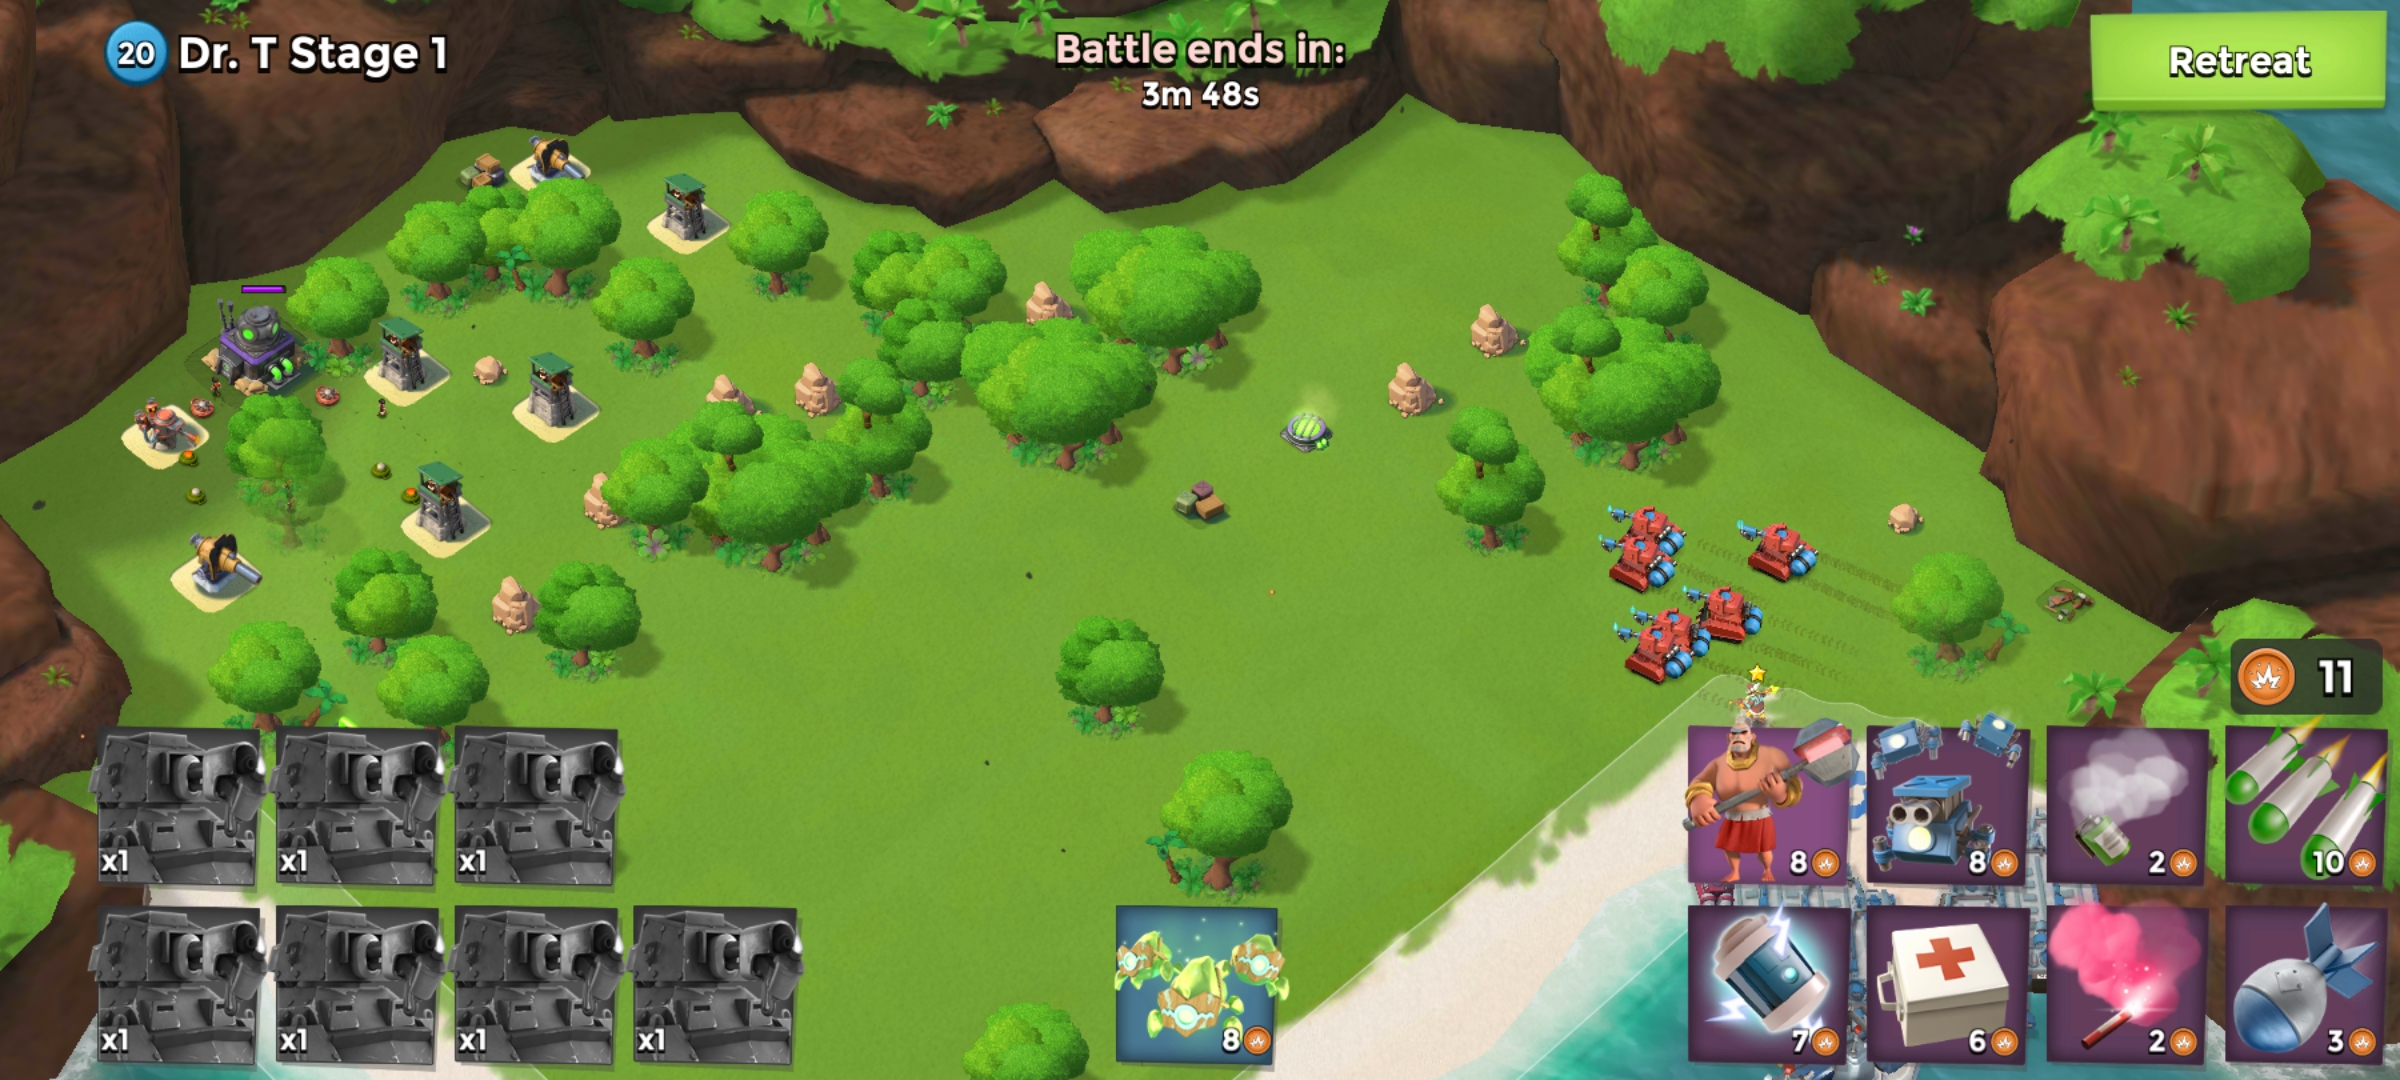 20 Dr. T Stage 1
Battle ends in:
3m 48s
Retreat
11
8 8 2 10
x1 x1 x1
7 6 2 3
x1 x1 x1 x1
8